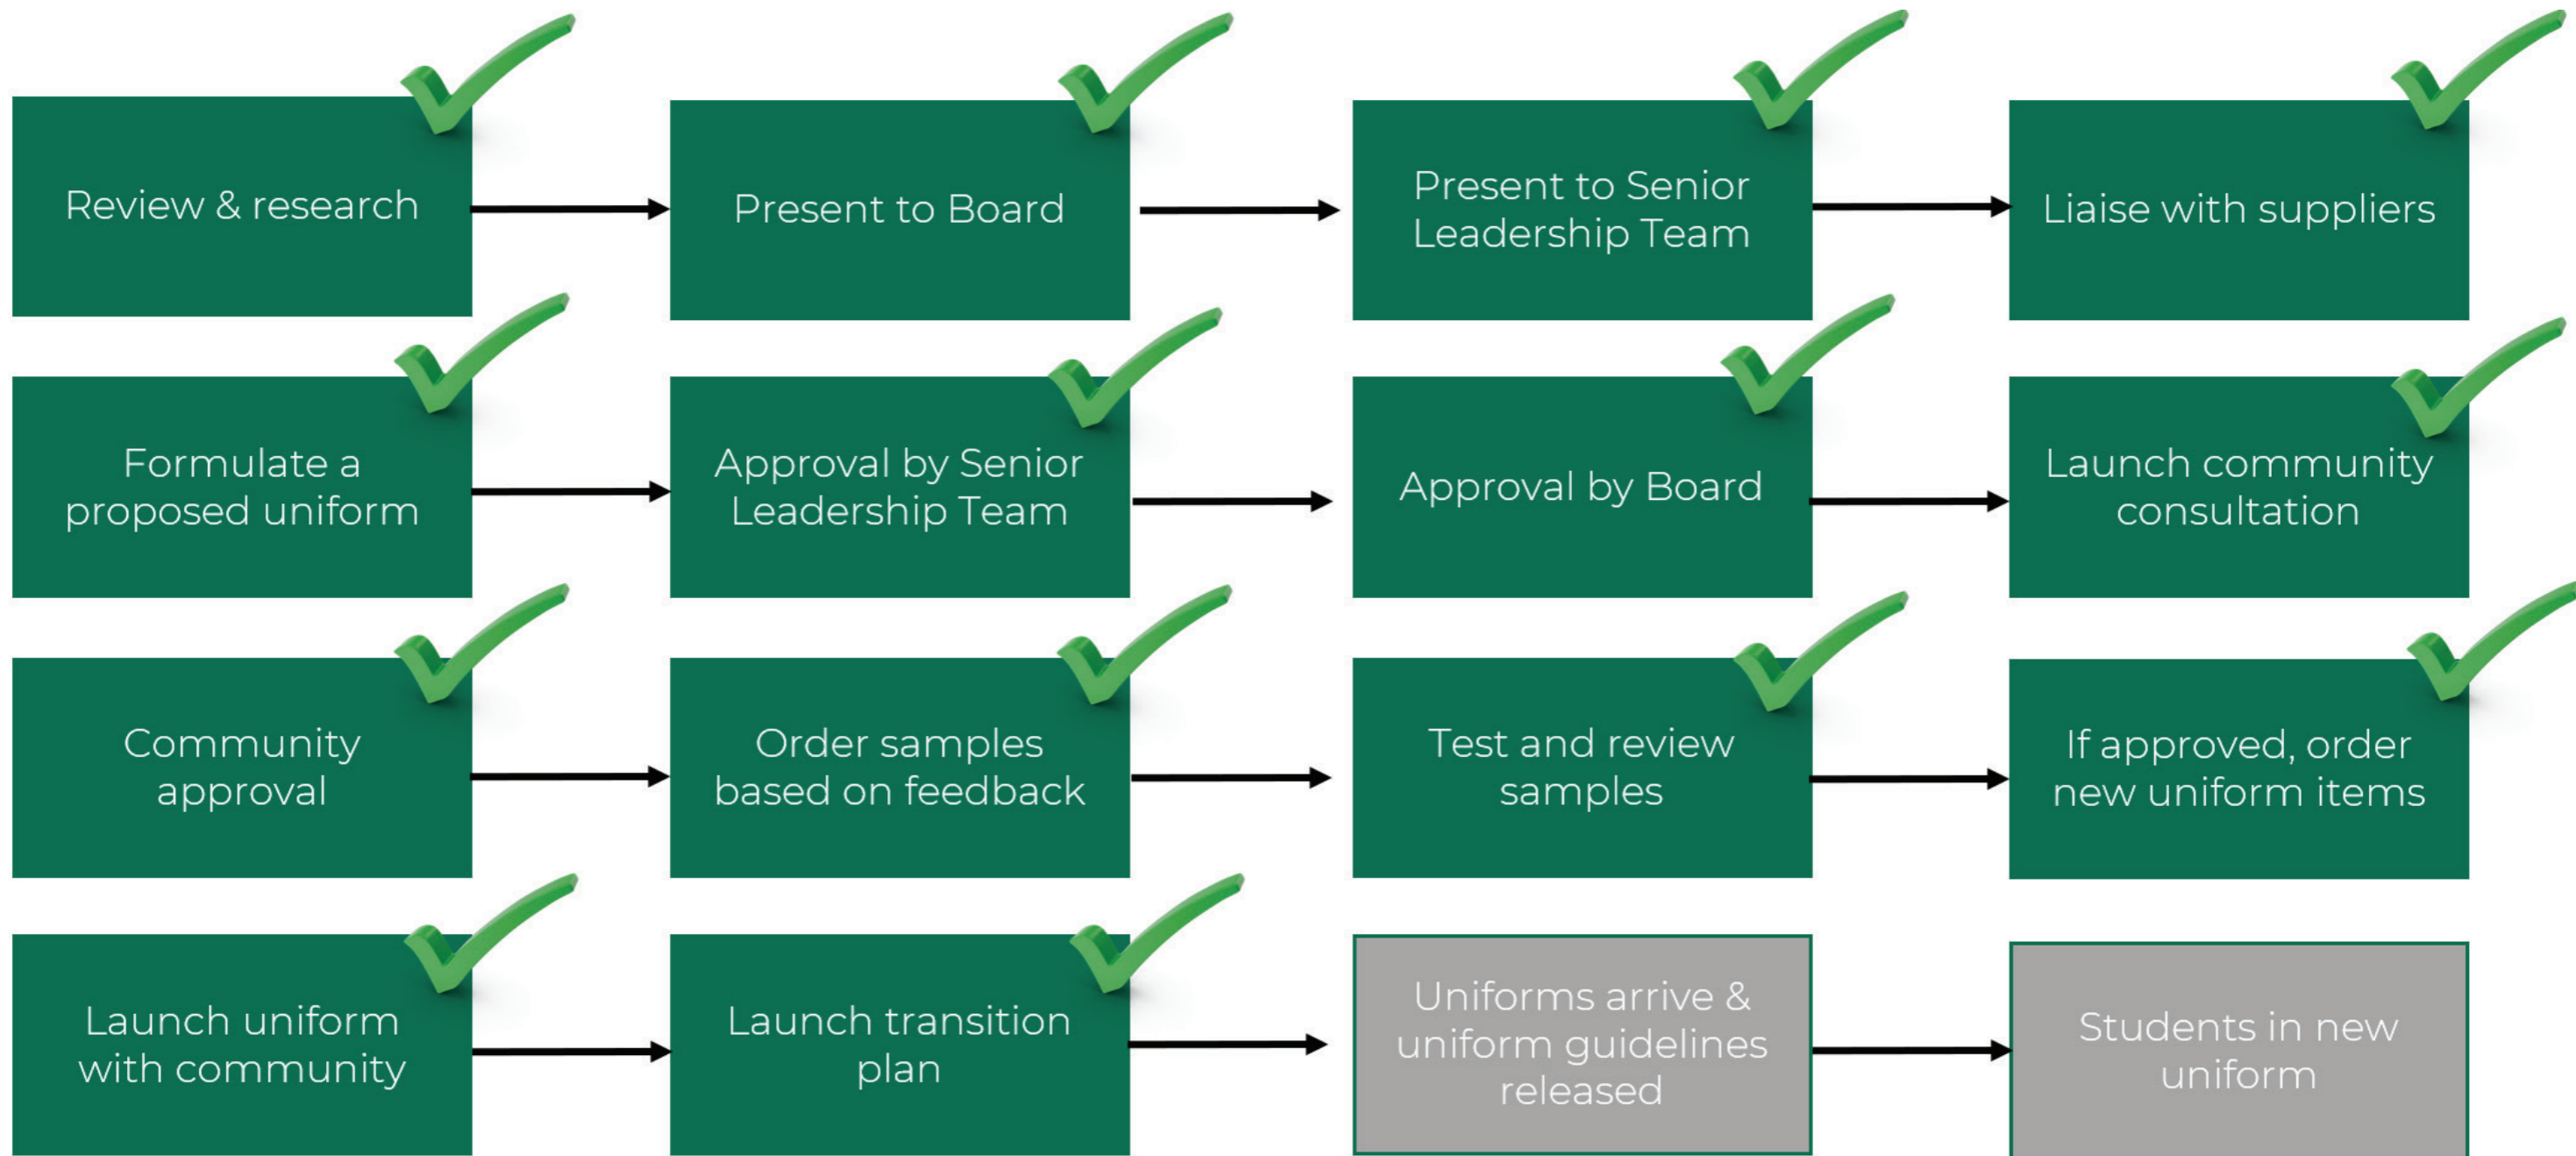 Review & research
Present to Board
Present to Senior
Leadership Team
Liaise with suppliers
Formulate a
proposed uniform
Approval by Senior
Leadership Team
Approval by Board
Launch community
consultation
Community
approval
Order samples
based on feedback
Test and review
samples
If approved, order
new uniform items
Launch uniform
with community
Launch transition
plan
Uniforms arrive &
uniform guidelines
released
Students in new
uniform